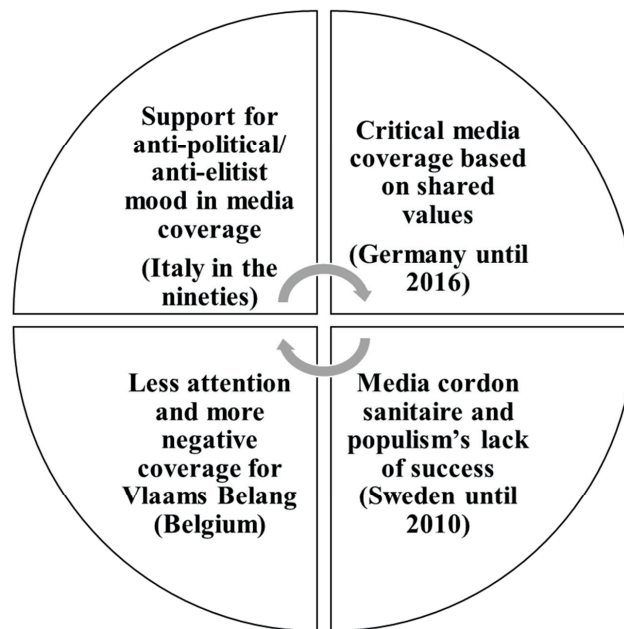 Support for
anti-political/
anti-elitist
mood in media
coverage
(Italy in the
nineties)
Critical media
coverage based
on shared
values
(Germany until
2016)
Less attention
and more
negative
coverage for
Vlaams Belang
(Belgium)
Media cordon
sanitaire and
populism's lack
of success
(Sweden until
2010)